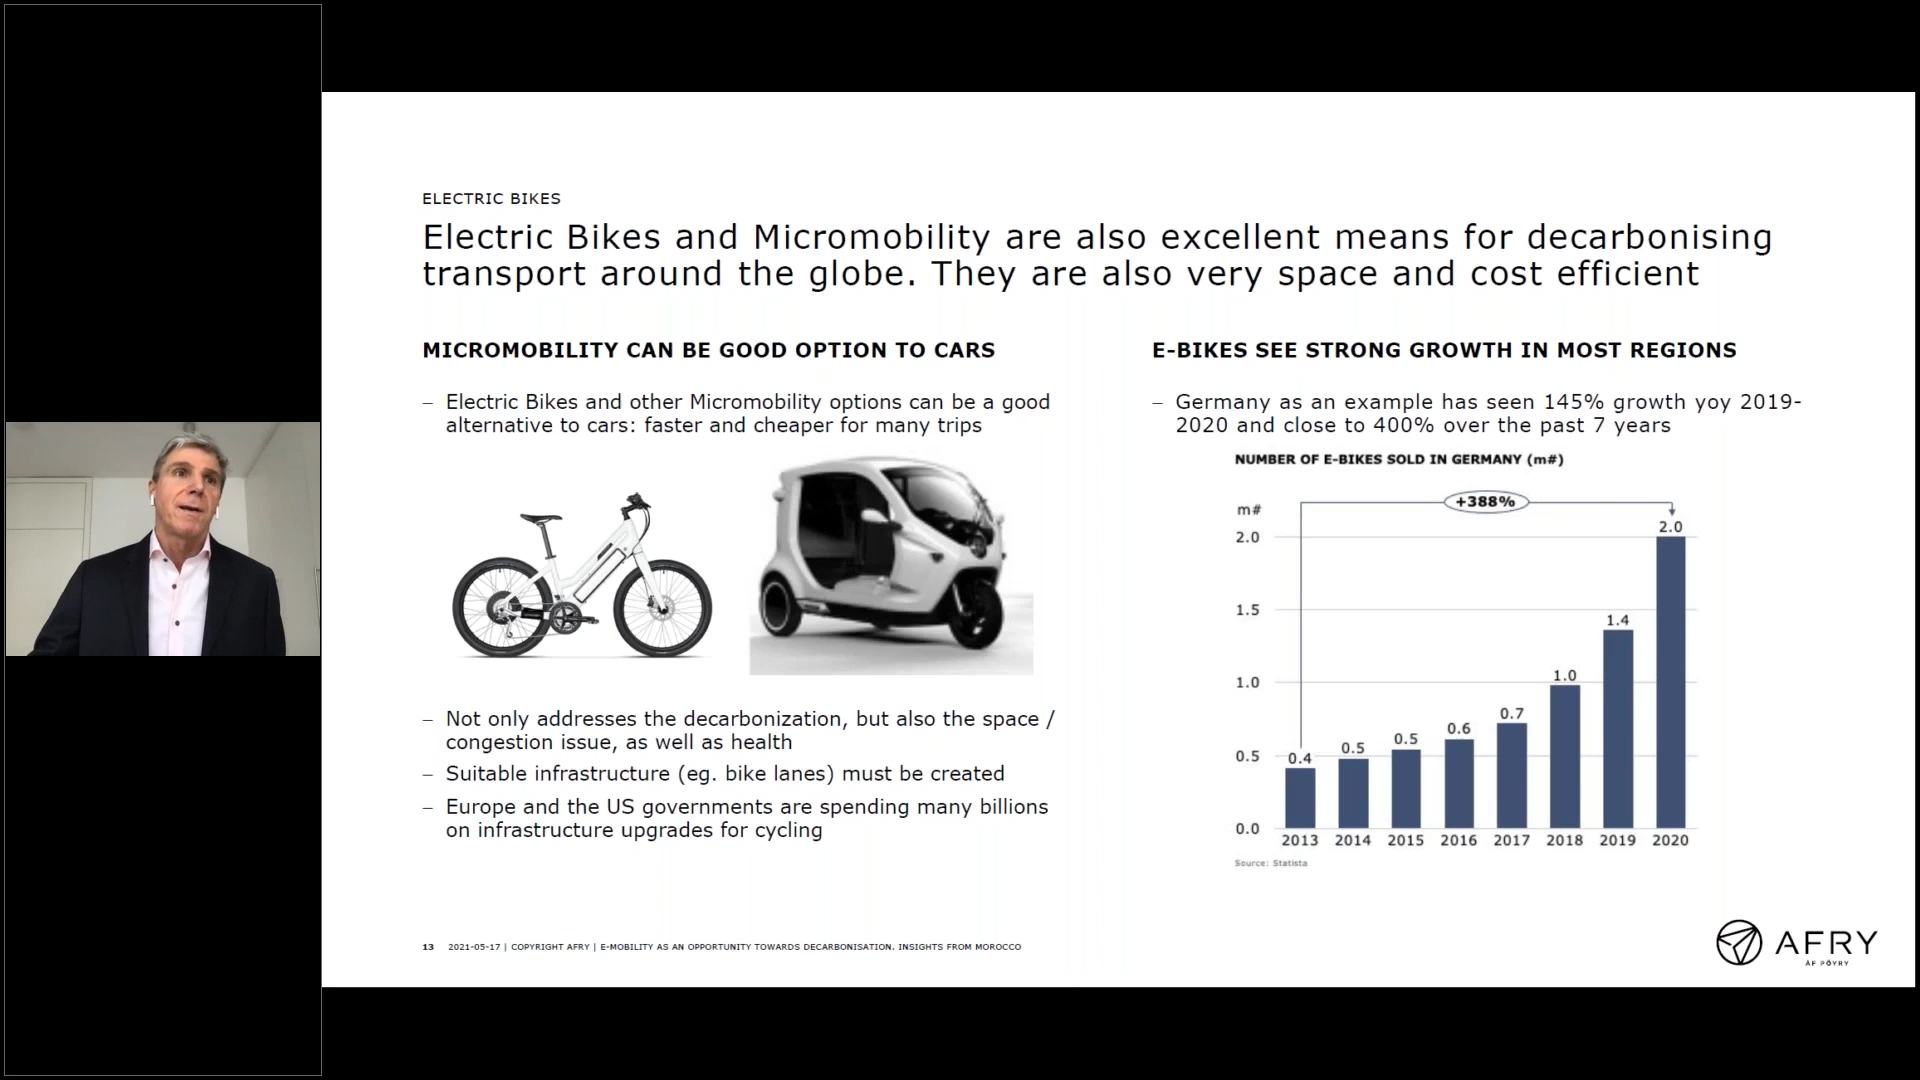 ELECTRIC BIKES
Electric Bikes and Micromobility are also excellent means for decarbonising
transport around the globe. They are also very space and cost efficient
MICROMOBILITY CAN BE GOOD OPTION TO CARS
– Electric Bikes and other Micromobility options can be a good
alternative to cars: faster and cheaper for many trips
– Not only addresses the decarbonization, but also the space /
congestion issue, as well as health
– Suitable infrastructure (eg. bike lanes) must be created
– Europe and the US governments are spending many billions
on infrastructure upgrades for cycling
E-BIKES SEE STRONG GROWTH IN MOST REGIONS
– Germany as an example has seen 145% growth yoy 2019-
2020 and close to 400% over the past 7 years
NUMBER OF E-BIKES SOLD IN GERMANY (m#)
+388%
m#
2.0
1.5
1.0
0.5
0.0
0.4
0.5
0.5
0.6
0.7
1.0
1.4
2.0
2013 2014 2015 2016 2017 2018 2019 2020
Source: Statista
13 2021-05-17 | COPYRIGHT AFRY | E-MOBILITY AS AN OPPORTUNITY TOWARDS DECARBONISATION. INSIGHTS FROM MOROCCO
AFRY
ÅF PÖYRY